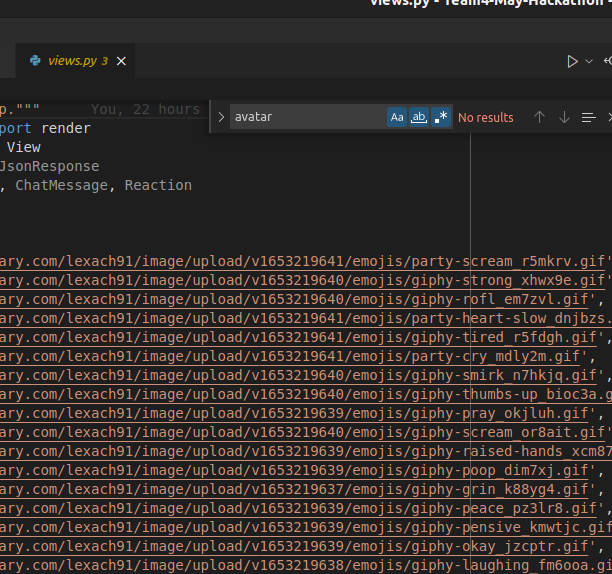 views.py - Team4-May-Hackathon -
views.py 3
p."""    You, 22 hours
port render
View
JsonResponse
, ChatMessage, Reaction
avatar
Aa
ab
.*
No results
ary.com/lexach91/image/upload/v1653219641/emojis/party-scream_r5mkrv.gif'
ary.com/lexach91/image/upload/v1653219640/emojis/giphy-strong_xhwx9e.gif'
ary.com/lexach91/image/upload/v1653219640/emojis/giphy-rofl_em7zvl.gif',
ary.com/lexach91/image/upload/v1653219641/emojis/party-heart-slow_dnjbzs.
ary.com/lexach91/image/upload/v1653219641/emojis/giphy-tired_r5fdgh.gif',
ary.com/lexach91/image/upload/v1653219641/emojis/party-cry_mdly2m.gif',
ary.com/lexach91/image/upload/v1653219640/emojis/giphy-smirk_n7hkjq.gif',
ary.com/lexach91/image/upload/v1653219640/emojis/giphy-thumbs-up_bioc3a.g
ary.com/lexach91/image/upload/v1653219639/emojis/giphy-pray_okjluh.gif',
ary.com/lexach91/image/upload/v1653219640/emojis/giphy-scream_or8ait.gif'
ary.com/lexach91/image/upload/v1653219639/emojis/giphy-raised-hands_xcm87
ary.com/lexach91/image/upload/v1653219639/emojis/giphy-poop_dim7xj.gif',
ary.com/lexach91/image/upload/v1653219637/emojis/giphy-grin_k88yg4.gif',
ary.com/lexach91/image/upload/v1653219639/emojis/giphy-peace_pz3lr8.gif',
ary.com/lexach91/image/upload/v1653219639/emojis/giphy-pensive_kmwtjc.gif
ary.com/lexach91/image/upload/v1653219639/emojis/giphy-okay_jzcptr.gif',
ary.com/lexach91/image/upload/v1653219638/emojis/giphy-laughing_fm6ooa.gi